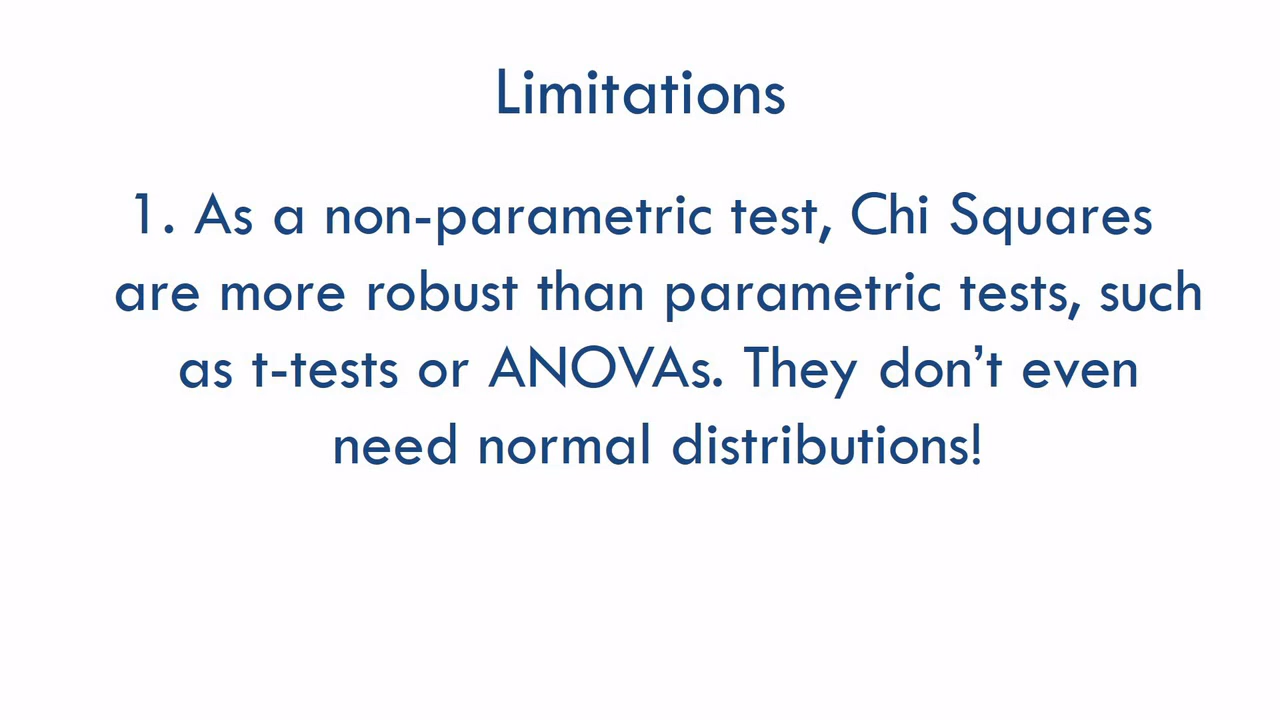 Limitations
1. As a non-parametric test, Chi Squares
are more robust than parametric tests, such
as t-tests or ANOVAs. They don’t even
need normal distributions!